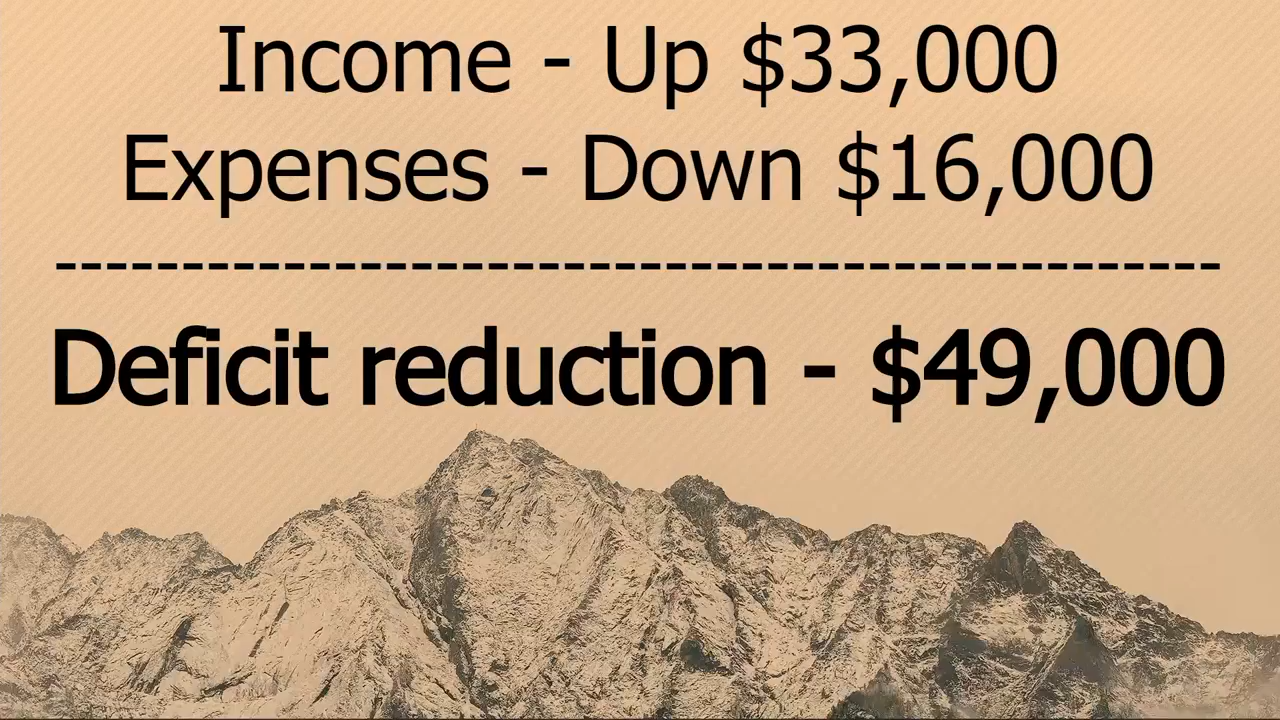 Income - Up $33,000
Expenses - Down $16,000
----------------------------------------------
Deficit reduction - $49,000